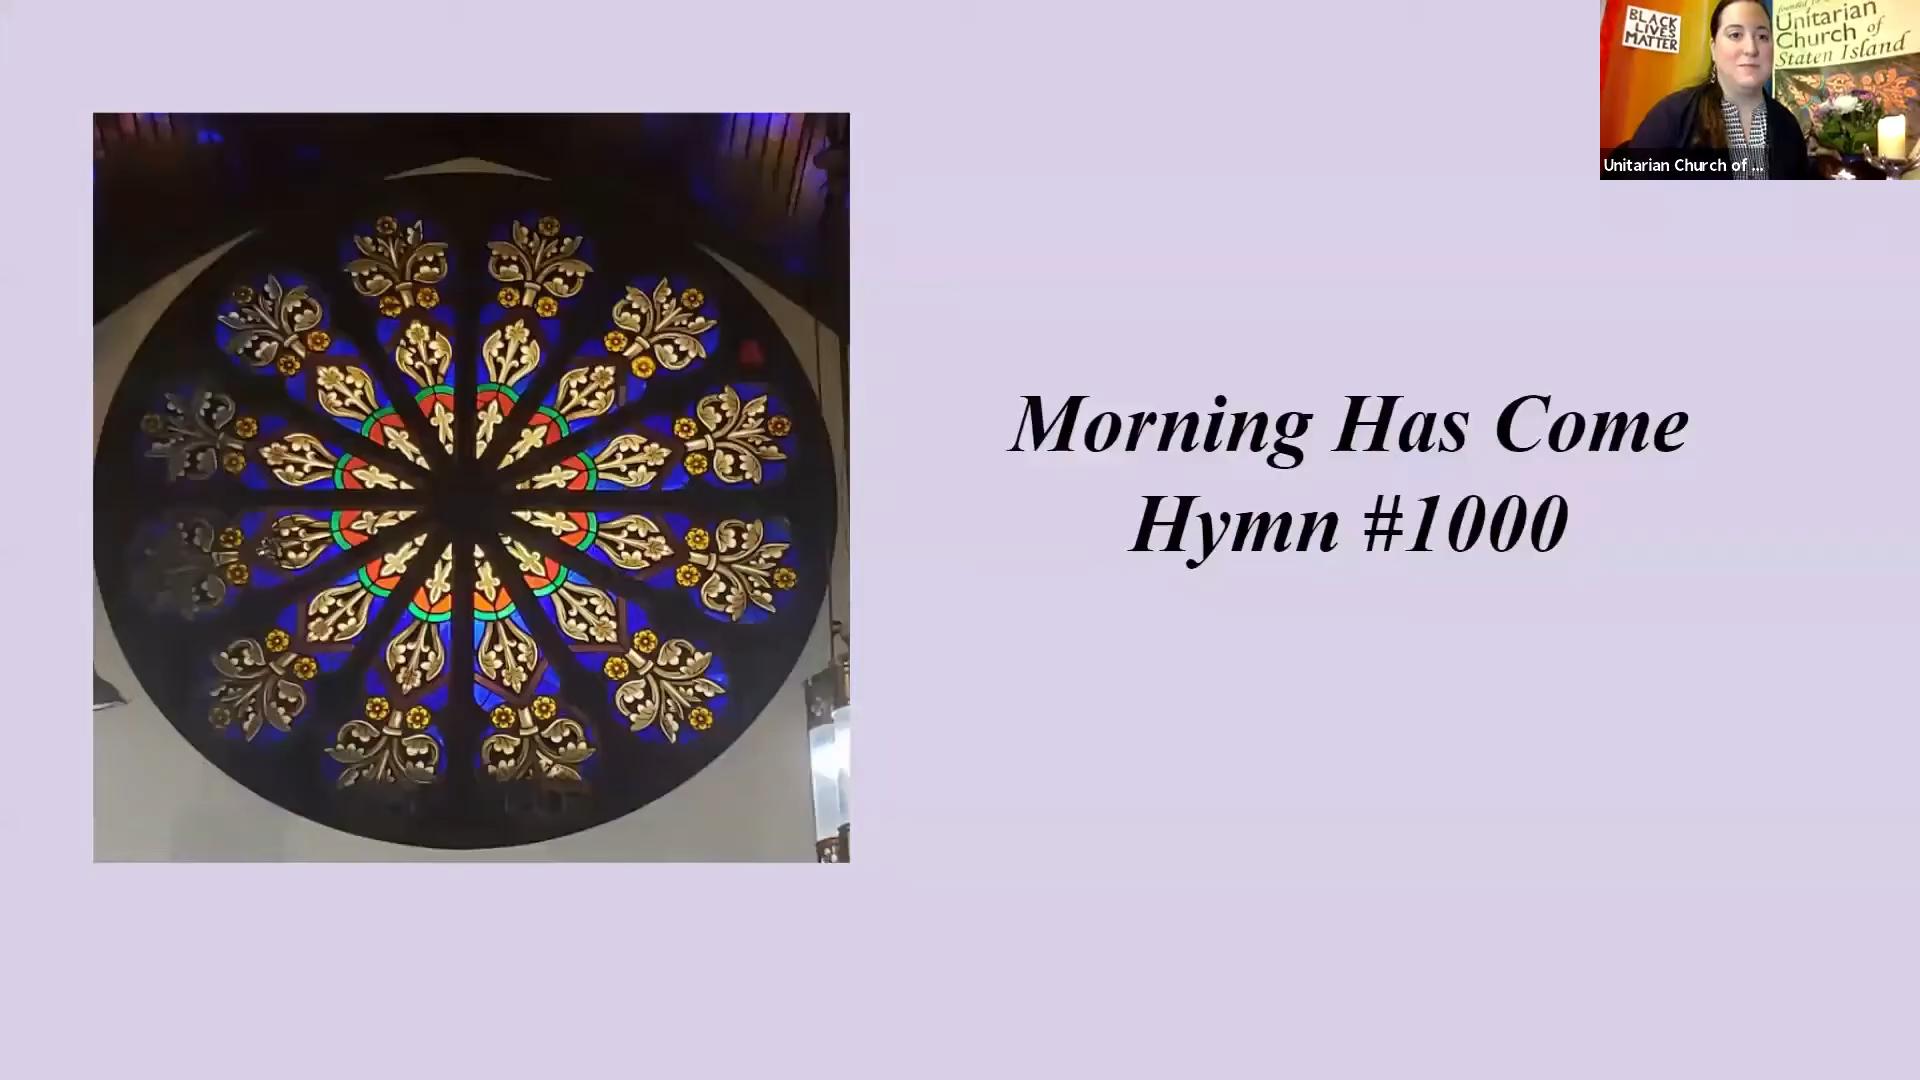 Morning Has Come
Hymn #1000
BLACK
LIVES
MATTER
Unitarian
Church of
Staten Island
Unitarian Church of ...